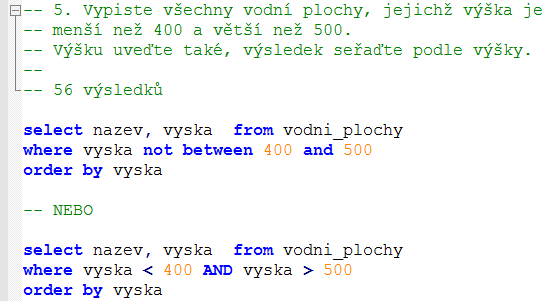 -- 5. Vypiste všechny vodní plochy, jejichž výška je
-- menší než 400 a větší než 500.
-- Výšku uveďte také, výsledek seřaďte podle výšky.
--
-- 56 výsledků
select nazev, vyska  from vodni_plochy
where vyska not between 400 and 500
order by vyska
-- NEBO
select nazev, vyska  from vodni_plochy
where vyska < 400 AND vyska > 500
order by vyska